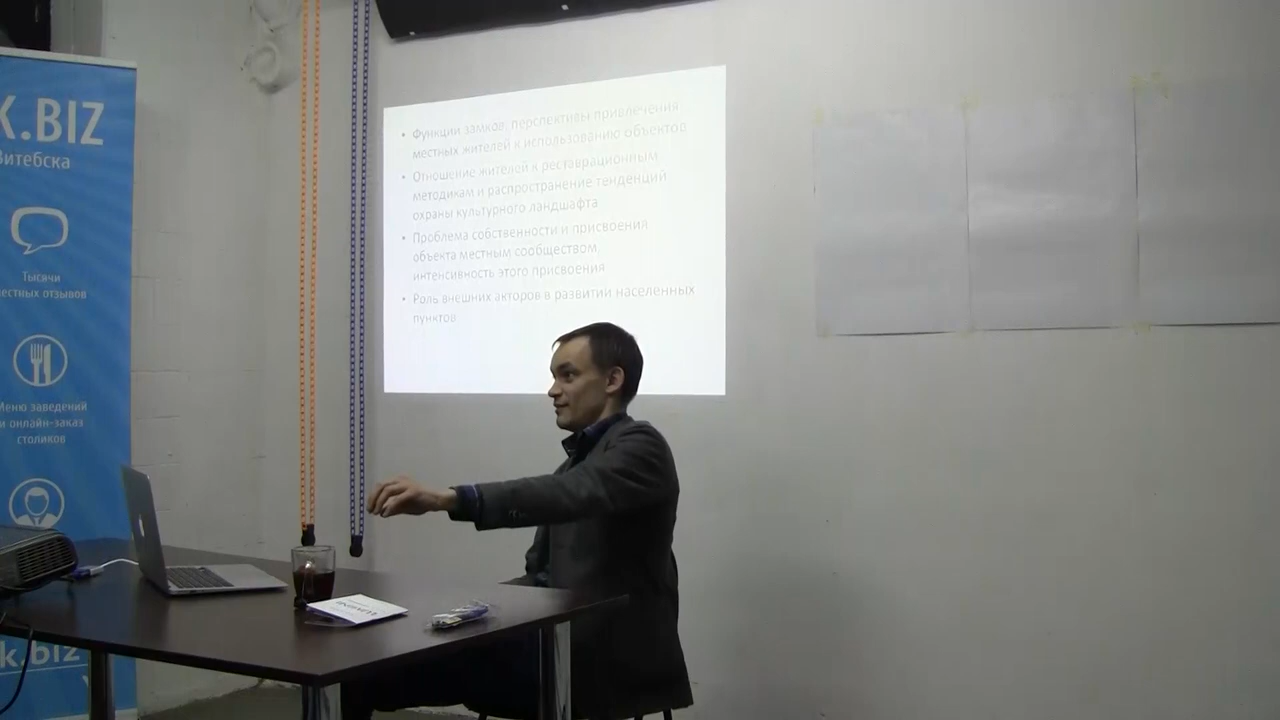 K.BIZ
Витебска
Тысячи
естных отзывов
Меню заведений
и онлайн-заказ
столиков
k.biz
• Функции замков, перспективы привлечения
местных жителей к использованию объектов
• Отношение жителей к реставрационным
методикам и распространение тенденций
охраны культурного ландшафта
• Проблема собственности и присвоения
объекта местным сообществом,
интенсивность этого присвоения
• Роль внешних акторов в развитии населенных
пунктов